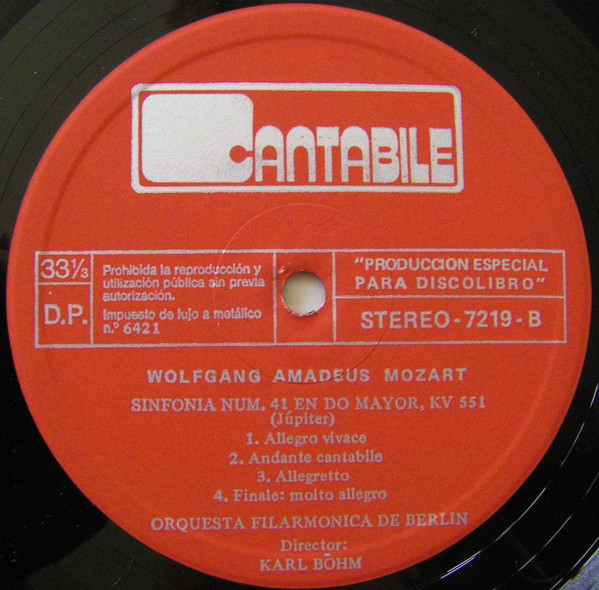 CANTABILE
33⅓
D.P.
Prohibida la reproducción y
utilización pública sin previa
autorización.
Impuesto de lujo a metálico
n.º 6421
"PRODUCCION ESPECIAL
PARA DISCOLIBRO"
STEREO-7219-B
WOLFGANG AMADEUS MOZART
SINFONIA NUM. 41 EN DO MAYOR, KV 551
(Júpiter)
1. Allegro vivace
2. Andante cantabile
3. Allegretto
4. Finale: molto allegro
ORQUESTA FILARMONICA DE BERLIN
Director:
KARL BÖHM